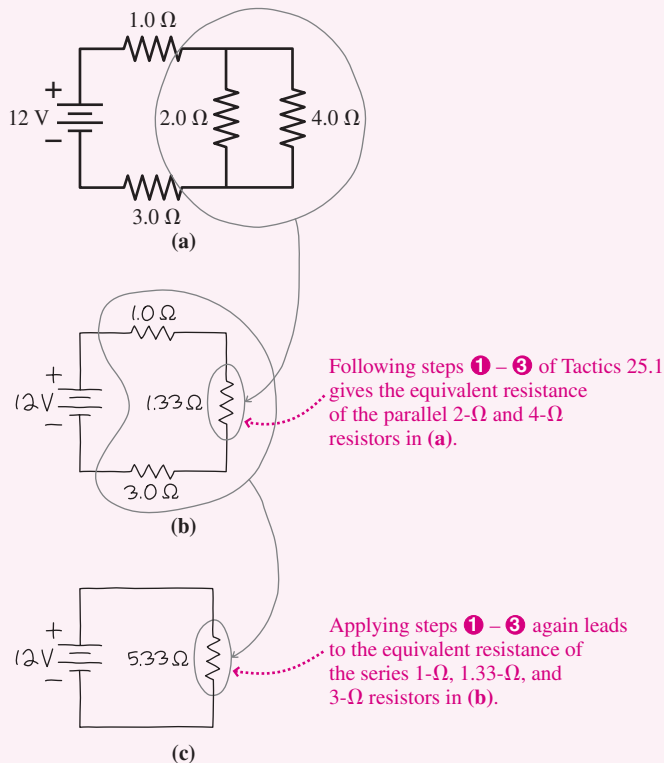 1.0 Ω
+
12 V
−
2.0 Ω
4.0 Ω
3.0 Ω
(a)
1.0 Ω
+
12V
−
1.33 Ω
3.0 Ω
(b)
Following steps 1 – 3 of Tactics 25.1
gives the equivalent resistance
of the parallel 2-Ω and 4-Ω
resistors in (a).
+
12V
−
5.33 Ω
(c)
Applying steps 1 – 3 again leads
to the equivalent resistance of
the series 1-Ω, 1.33-Ω, and
3-Ω resistors in (b).